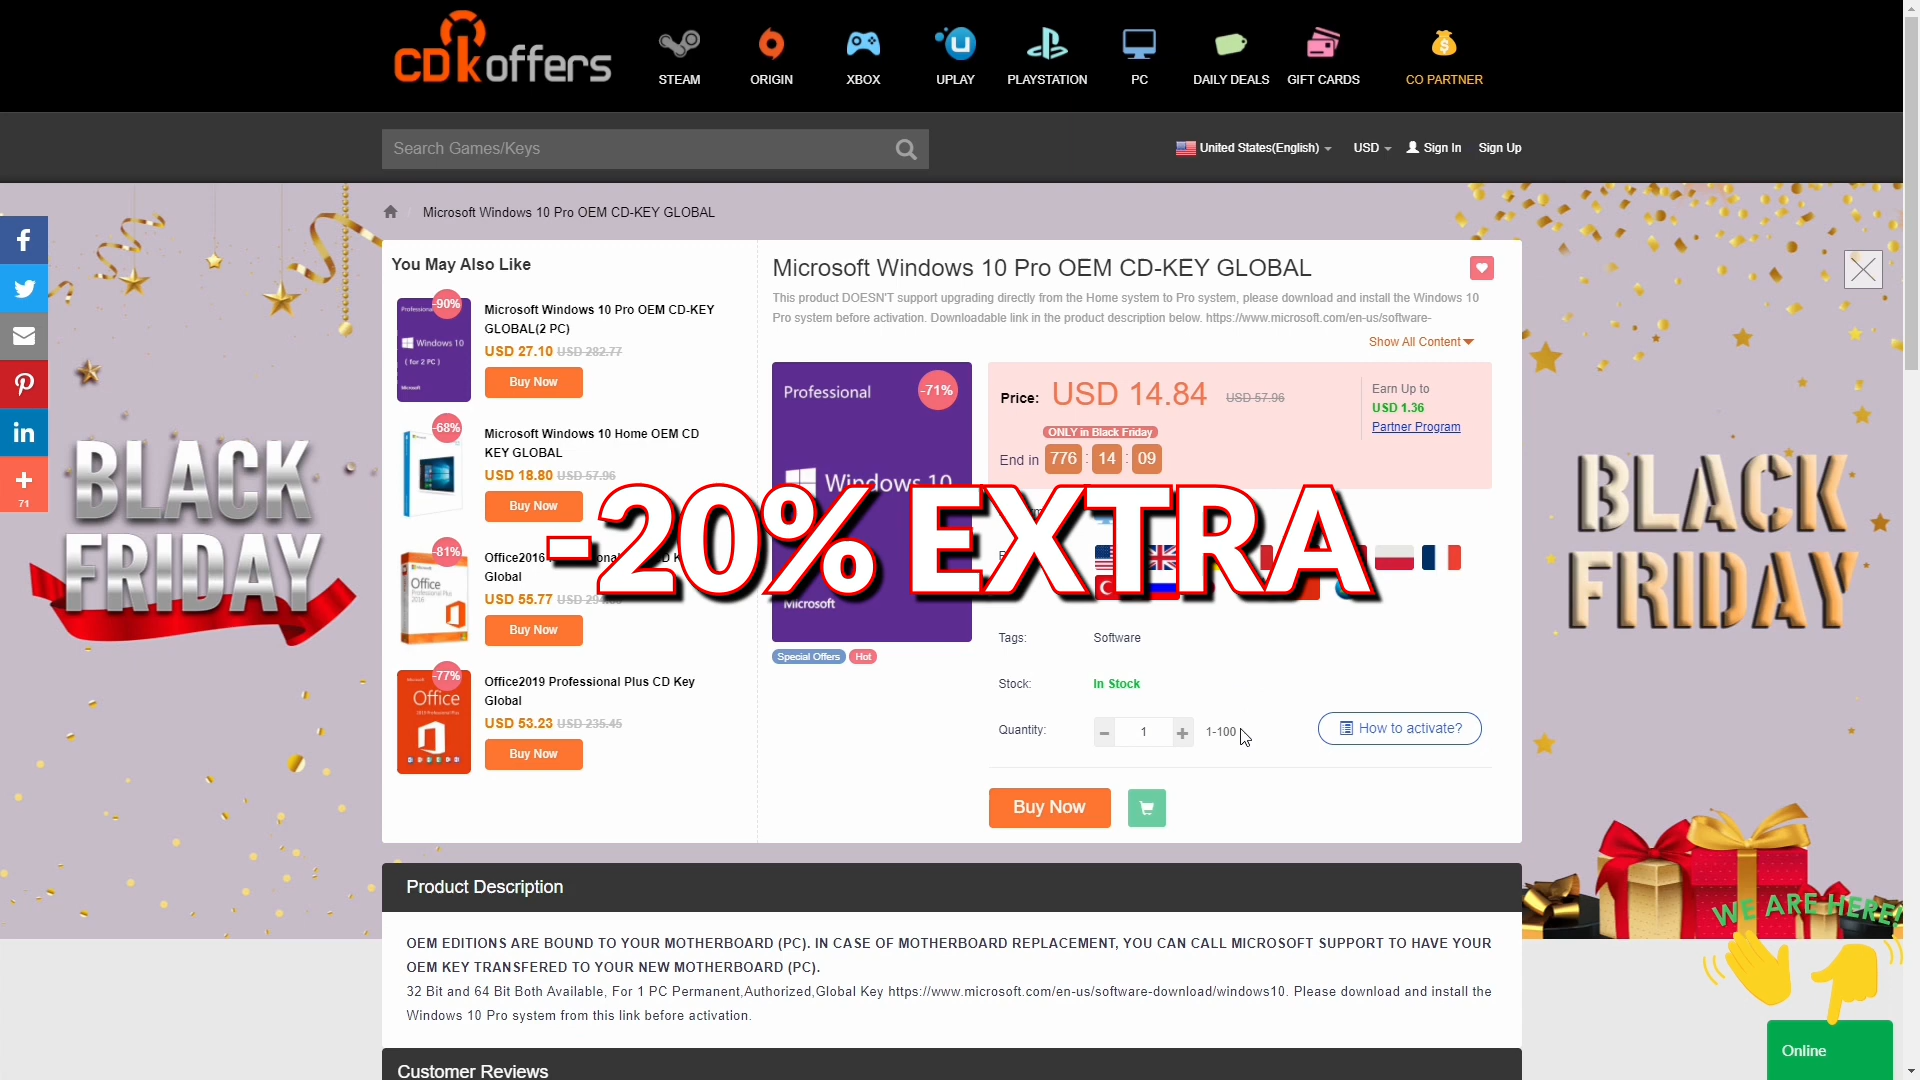 CDkoffers
STEAM
ORIGIN
XBOX
UPLAY
PLAYSTATION
PC
DAILY DEALS
GIFT CARDS
CO PARTNER
Search Games/Keys
United States(English)
USD
Sign In
Sign Up
Microsoft Windows 10 Pro OEM CD-KEY GLOBAL
71
BLACK
FRIDAY
You May Also Like
-90%
Professional
Windows 10
( for 2 PC )
Microsoft
Microsoft Windows 10 Pro OEM CD-KEY
GLOBAL(2 PC)
USD 27.10 USD 282.77
Buy Now
-68%
Microsoft Windows 10 Home OEM CD
KEY GLOBAL
USD 18.80 USD 57.96
Buy Now
-81%
Office
Office2016
Global
USD 55.77 USD
Buy Now
-77%
Office
Office2019 Professional Plus CD Key
Global
USD 53.23 USD 235.45
Buy Now
Microsoft Windows 10 Pro OEM CD-KEY GLOBAL
This product DOESN'T support upgrading directly from the Home system to Pro system, please download and install the Windows 10
Pro system before activation. Downloadable link in the product description below. https://www.microsoft.com/en-us/software-
Show All Content
Professional
-71%
Windows 10
Microsoft
Special Offers
Hot
Price: USD 14.84 USD 57.96
ONLY in Black Friday
End in 776 : 14 : 09
Earn Up to
USD 1.36
Partner Program
-20% EXTRA
Tags: Software
Stock: In Stock
Quantity: - 1 + 1-100
How to activate?
Buy Now
BLACK
FRIDAY
Product Description
OEM EDITIONS ARE BOUND TO YOUR MOTHERBOARD (PC). IN CASE OF MOTHERBOARD REPLACEMENT, YOU CAN CALL MICROSOFT SUPPORT TO HAVE YOUR
OEM KEY TRANSFERED TO YOUR NEW MOTHERBOARD (PC).
32 Bit and 64 Bit Both Available, For 1 PC Permanent,Authorized,Global Key https://www.microsoft.com/en-us/software-download/windows10. Please download and install the
Windows 10 Pro system from this link before activation.
Customer Reviews
WE ARE HERE!
Online